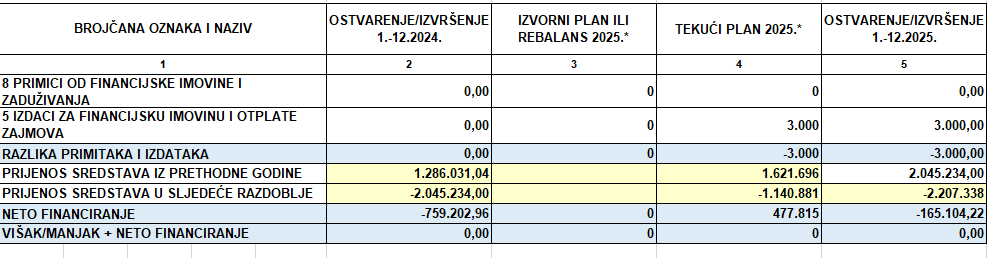 BROJČANA OZNAKA I NAZIV OSTVARENJE/IZVRŠENJE 1.-12.2024. IZVORNI PLAN ILI REBALANS 2025.* TEKUĆI PLAN 2025.* OSTVARENJE/IZVRŠENJE 1.-12.2025.
1 2 3 4 5
8 PRIMICI OD FINANCIJSKE IMOVINE I
ZADUŽIVANJA 0,00 0 0 0,00
5 IZDACI ZA FINANCIJSKU IMOVINU I OTPLATE
ZAJMOVA 0,00 0 3.000 3.000,00
RAZLIKA PRIMITAKA I IZDATAKA 0,00 0 -3.000 -3.000,00
PRIJENOS SREDSTAVA IZ PRETHODNE GODINE 1.286.031,04 1.621.696 2.045.234,00
PRIJENOS SREDSTAVA U SLJEDEĆE RAZDOBLJE -2.045.234,00 -1.140.881 -2.207.338
NETO FINANCIRANJE -759.202,96 0 477.815 -165.104,22
VIŠAK/MANJAK + NETO FINANCIRANJE 0,00 0 0 0,00